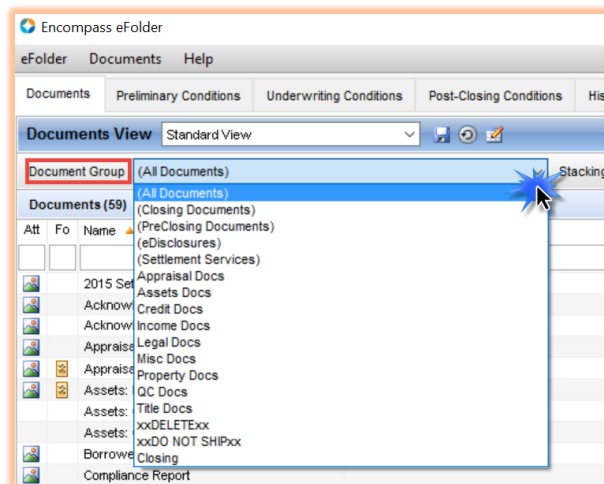 Encompass eFolder
eFolder Documents Help
Documents Preliminary Conditions Underwriting Conditions Post-Closing Conditions His
Documents View Standard View
Document Group (All Documents) Stacking
(All Documents)
Documents (59)
(Closing Documents)
(PreClosing Documents)
Att Fo Name
(eDisclosures)
(Settlement Services)
2015 Set
Appraisal Docs
Assets Docs
Acknow
Credit Docs
Acknow
Income Docs
Legal Docs
Appraisa
Misc Docs
Appraisa
Property Docs
Assets:
QC Docs
Assets:
Title Docs
xxDELETExx
Assets:
xxDO NOT SHIPxx
Borrowe
Closing
Compliance Report